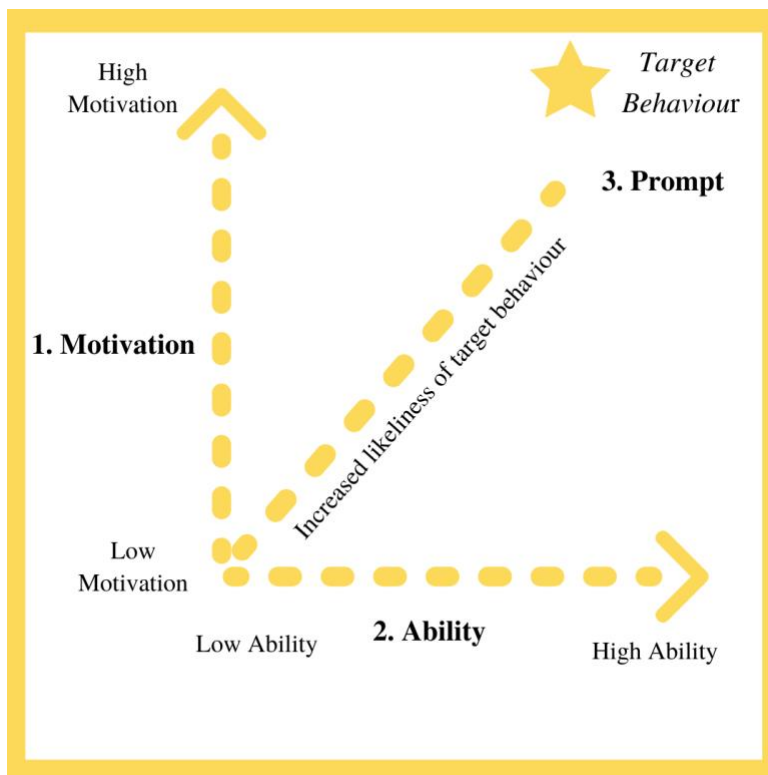 High
Motivation
Target
Behaviour
3. Prompt
1. Motivation
Increased likeliness of target behaviour
Low
Motivation
2. Ability
Low Ability
High Ability